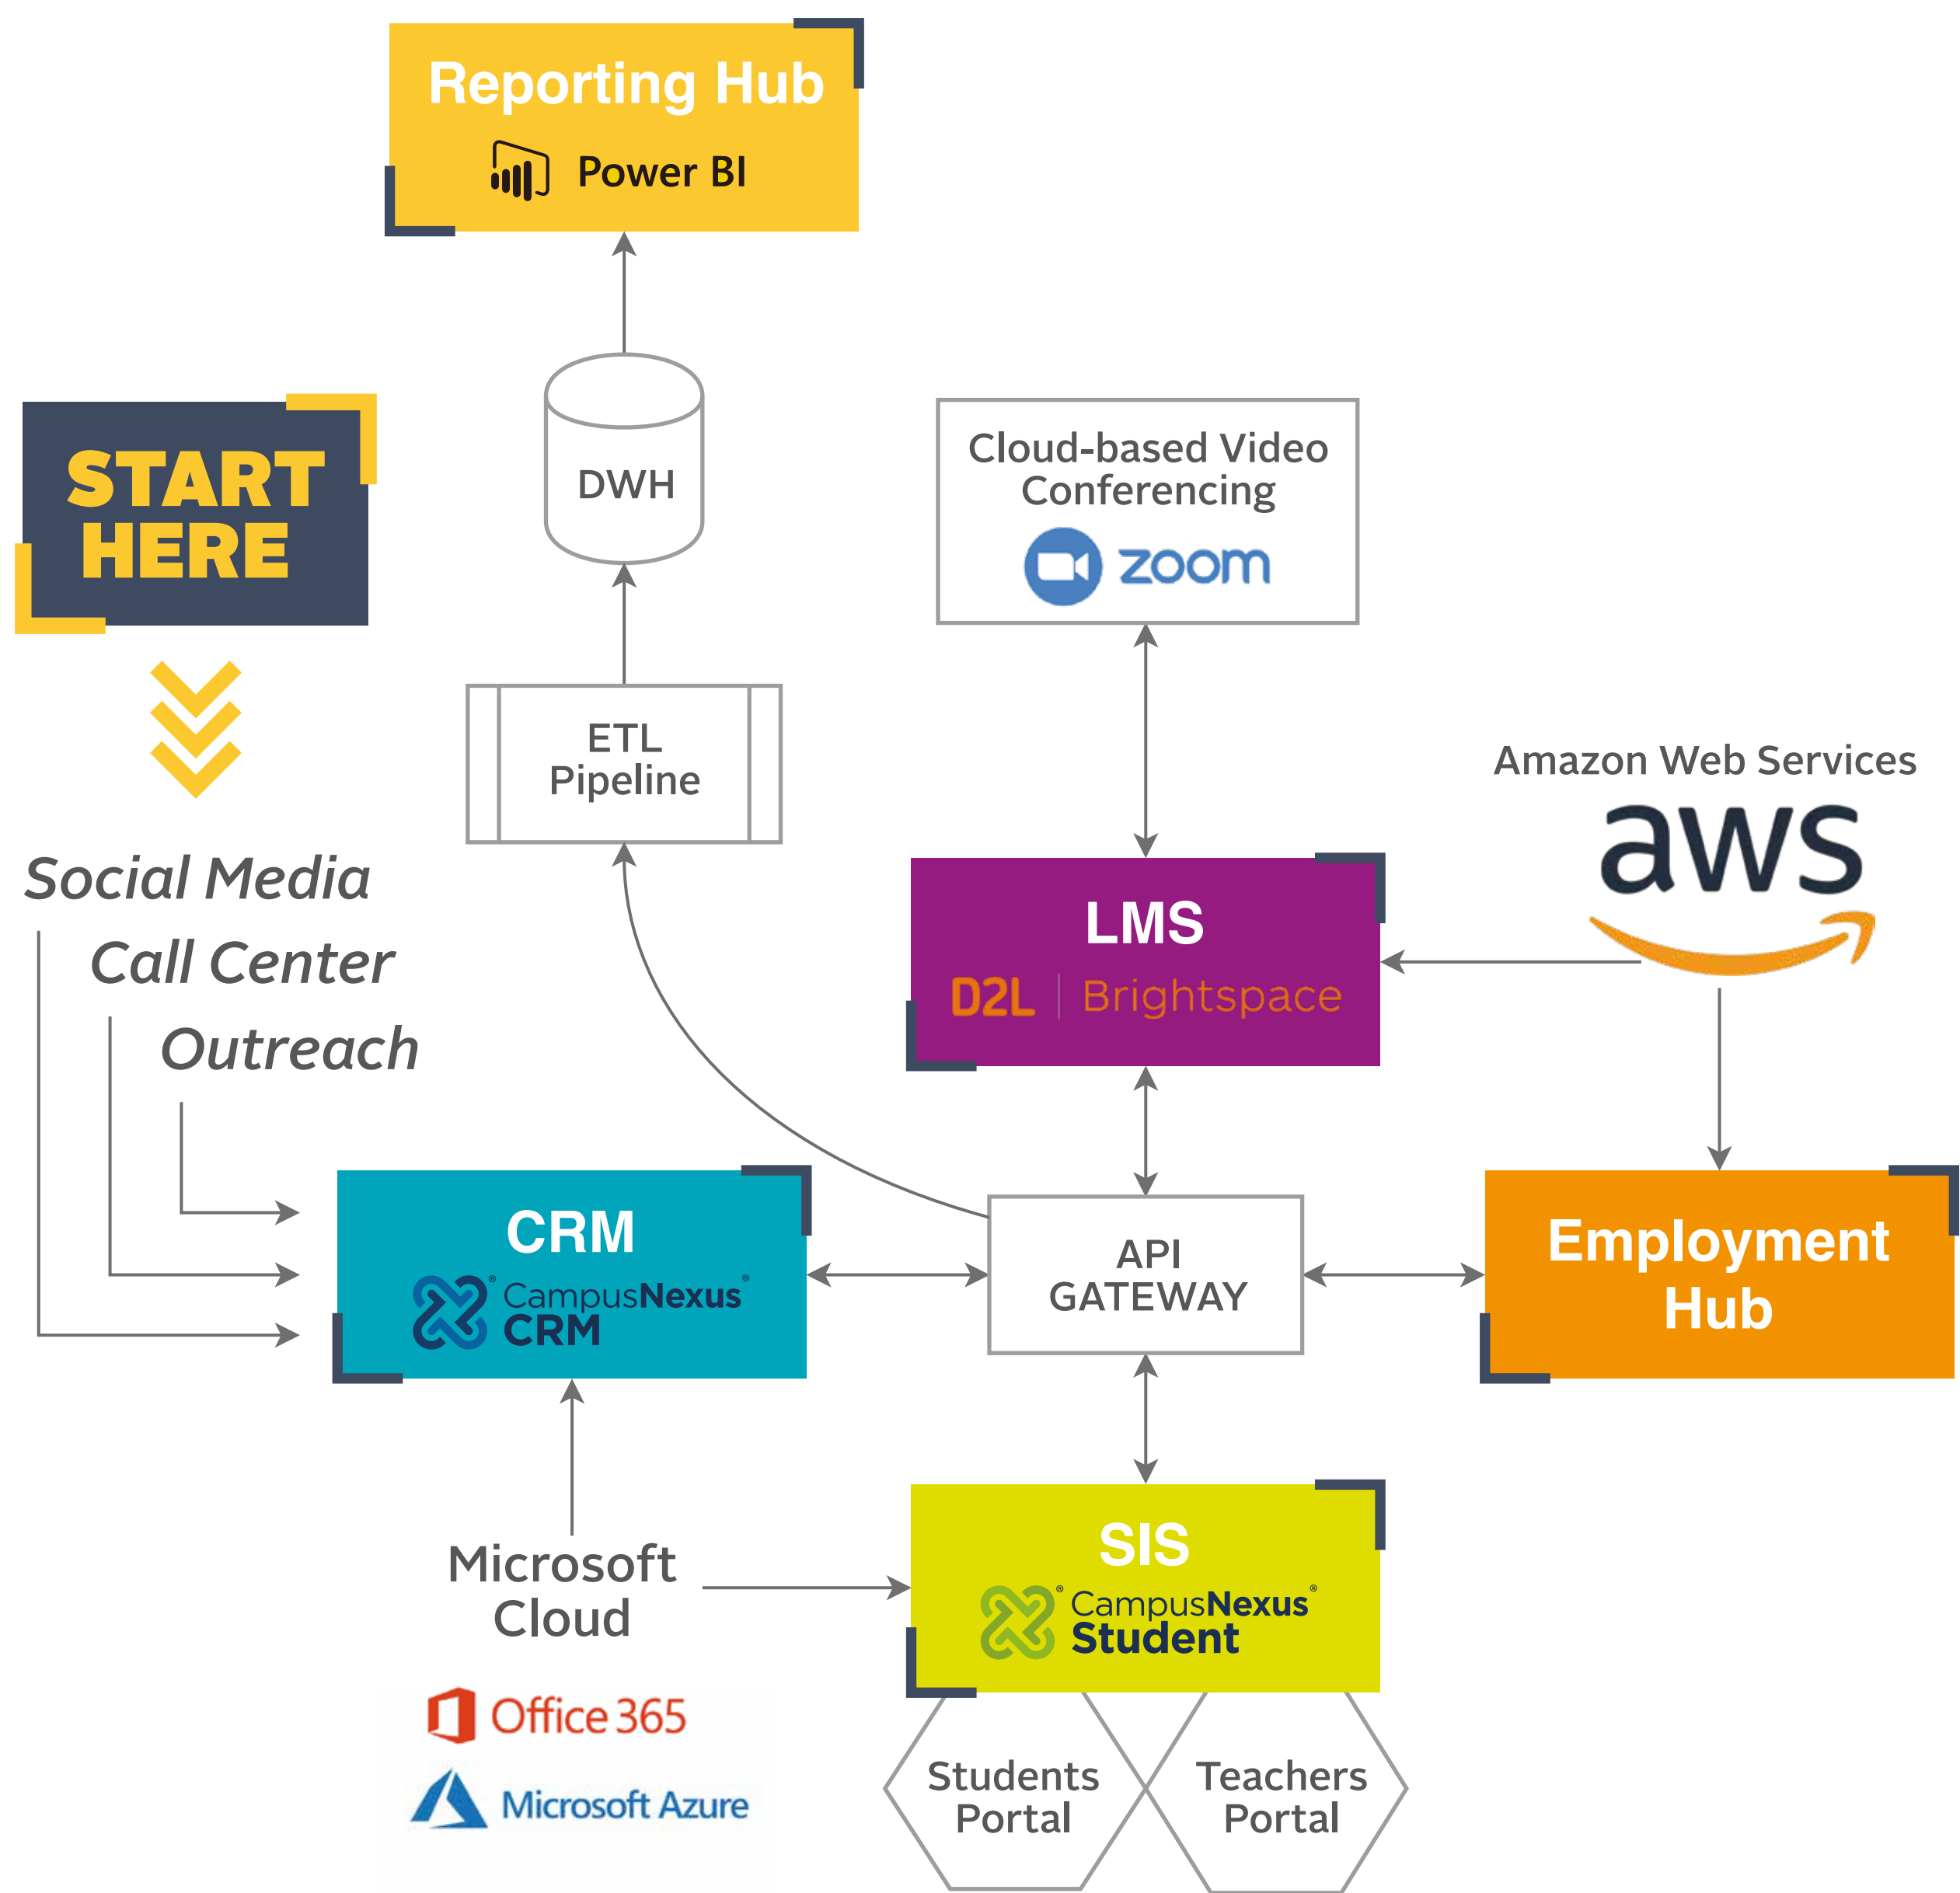 Reporting Hub
Power BI
START
HERE
DWH
Cloud-based Video
Conferencing
zoom
ETL
Pipeline
Amazon Web Services
aws
Social Media
Call Center
Outreach
LMS
D2L | Brightspace
CRM
CampusNexus®
CRM
API
GATEWAY
Employment
Hub
Microsoft
Cloud
Office 365
Microsoft Azure
SIS
CampusNexus®
Student
Students
Portal
Teachers
Portal